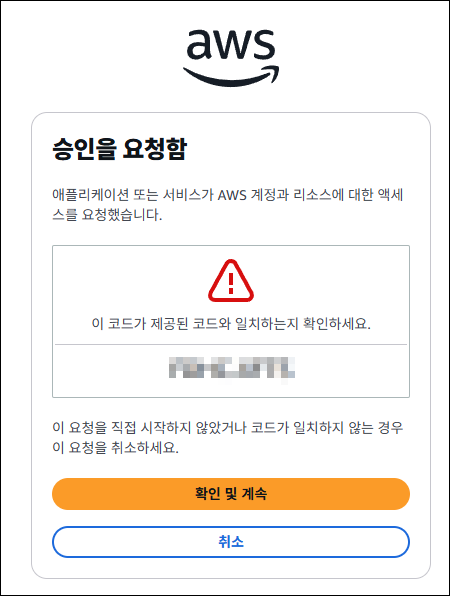 aws
승인을 요청함
애플리케이션 또는 서비스가 AWS 계정과 리소스에 대한 액세
스를 요청했습니다.
이 코드가 제공된 코드와 일치하는지 확인하세요.
이 요청을 직접 시작하지 않았거나 코드가 일치하지 않는 경우
이 요청을 취소하세요.
확인 및 계속
취소